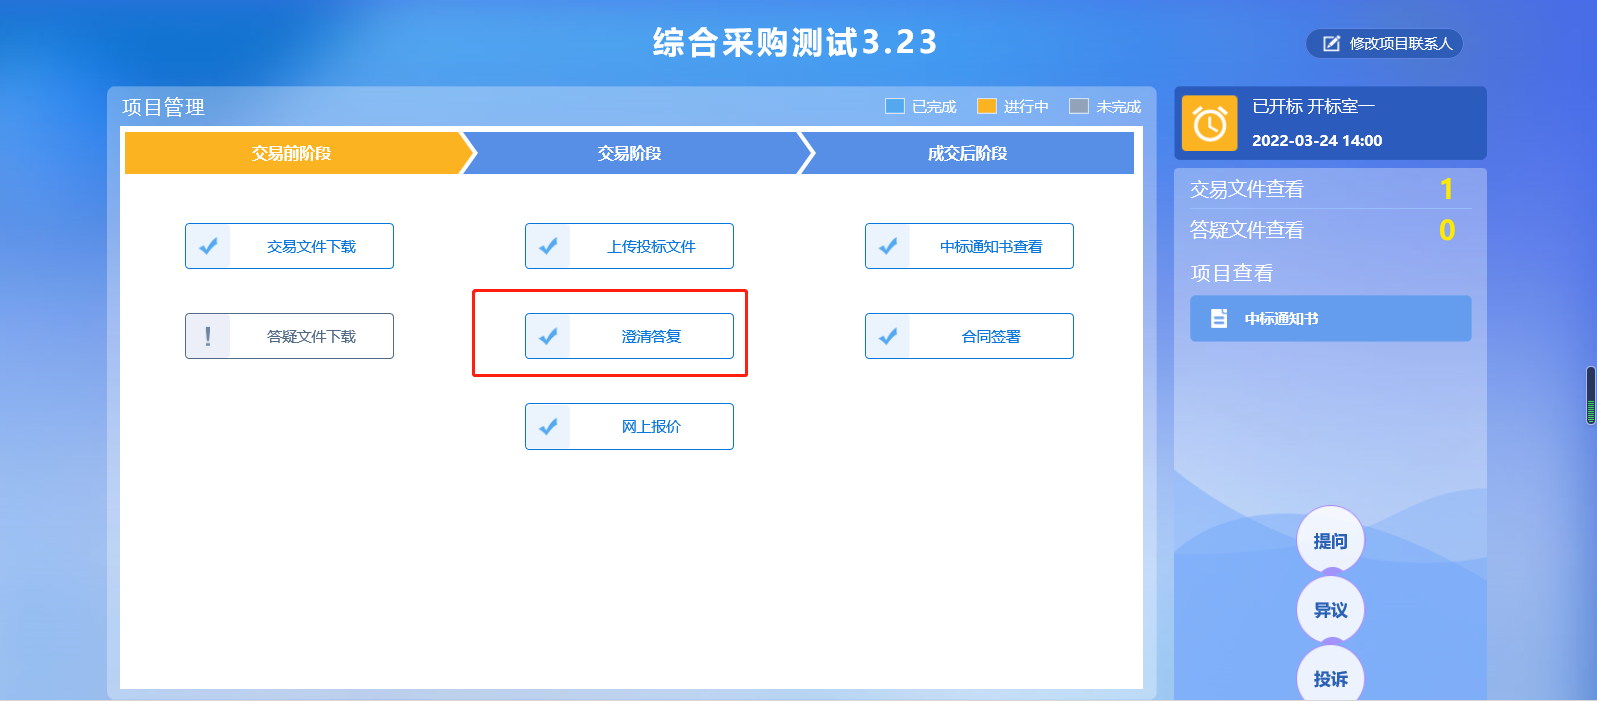 综合采购测试3.23
修改项目联系人
项目管理
已完成 进行中 未完成
交易前阶段 交易阶段 成交后阶段
交易文件下载 上传投标文件 中标通知书查看
! 答疑文件下载 澄清答复 合同签署
网上报价
已开标 开标室一
2022-03-24 14:00
交易文件查看 1
答疑文件查看 0
项目查看
中标通知书
提问
异议
投诉